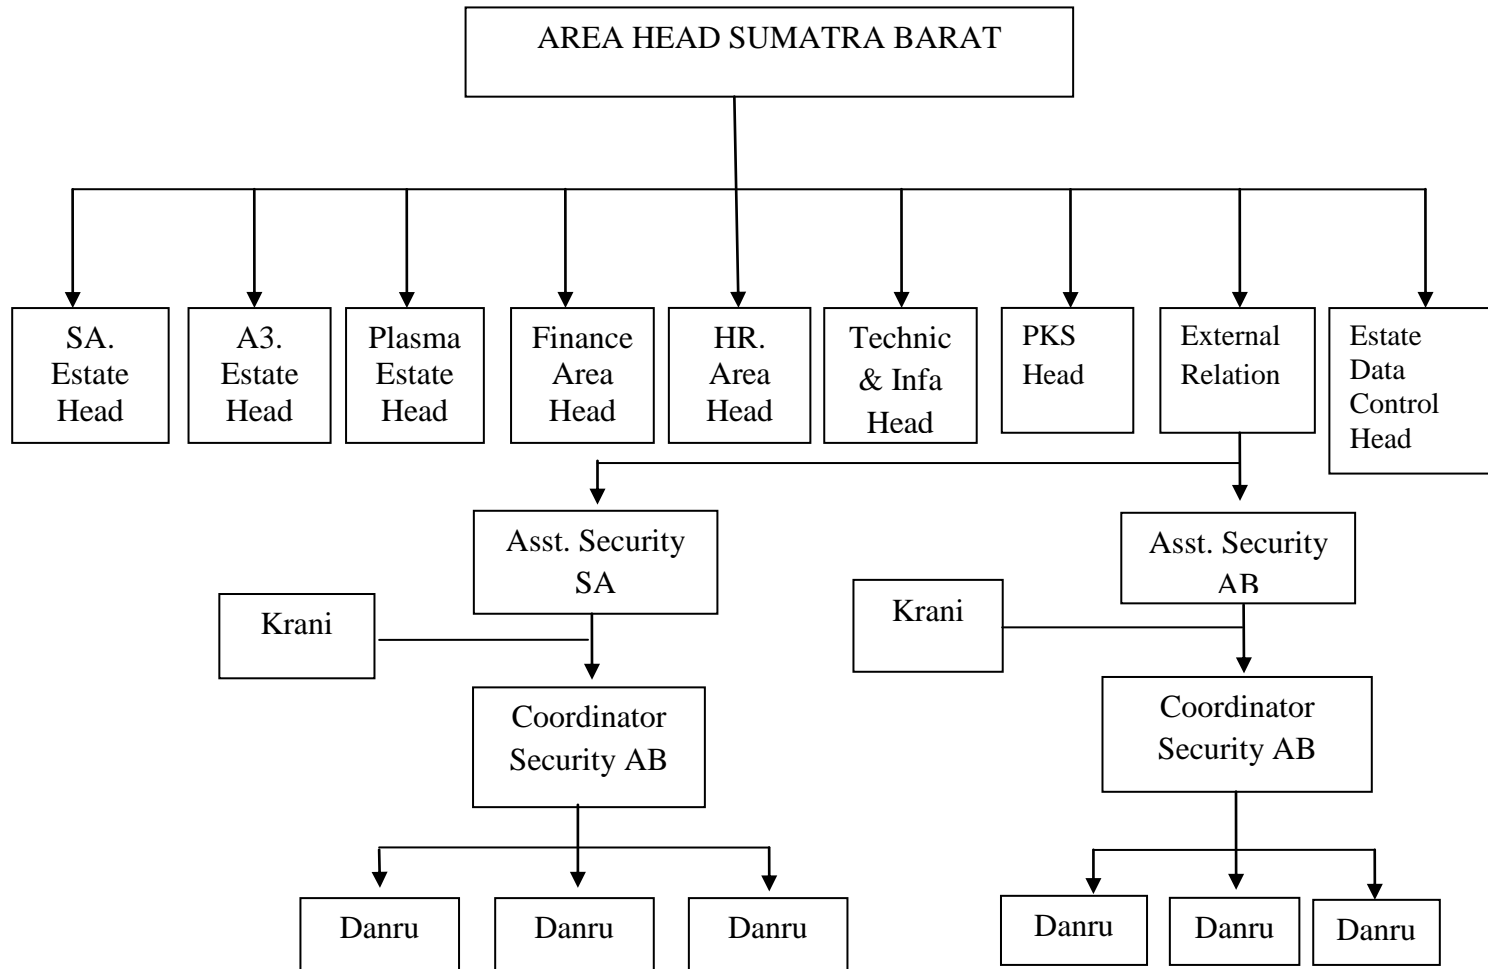 AREA HEAD SUMATRA BARAT
SA.
Estate
Head
A3.
Estate
Head
Plasma
Estate
Head
Finance
Area
Head
HR.
Area
Head
Technic
& Infa
Head
PKS
Head
External
Relation
Estate
Data
Control
Head
Asst. Security
SA
Asst. Security
AB
Krani
Krani
Coordinator
Security AB
Coordinator
Security AB
Danru
Danru
Danru
Danru
Danru
Danru